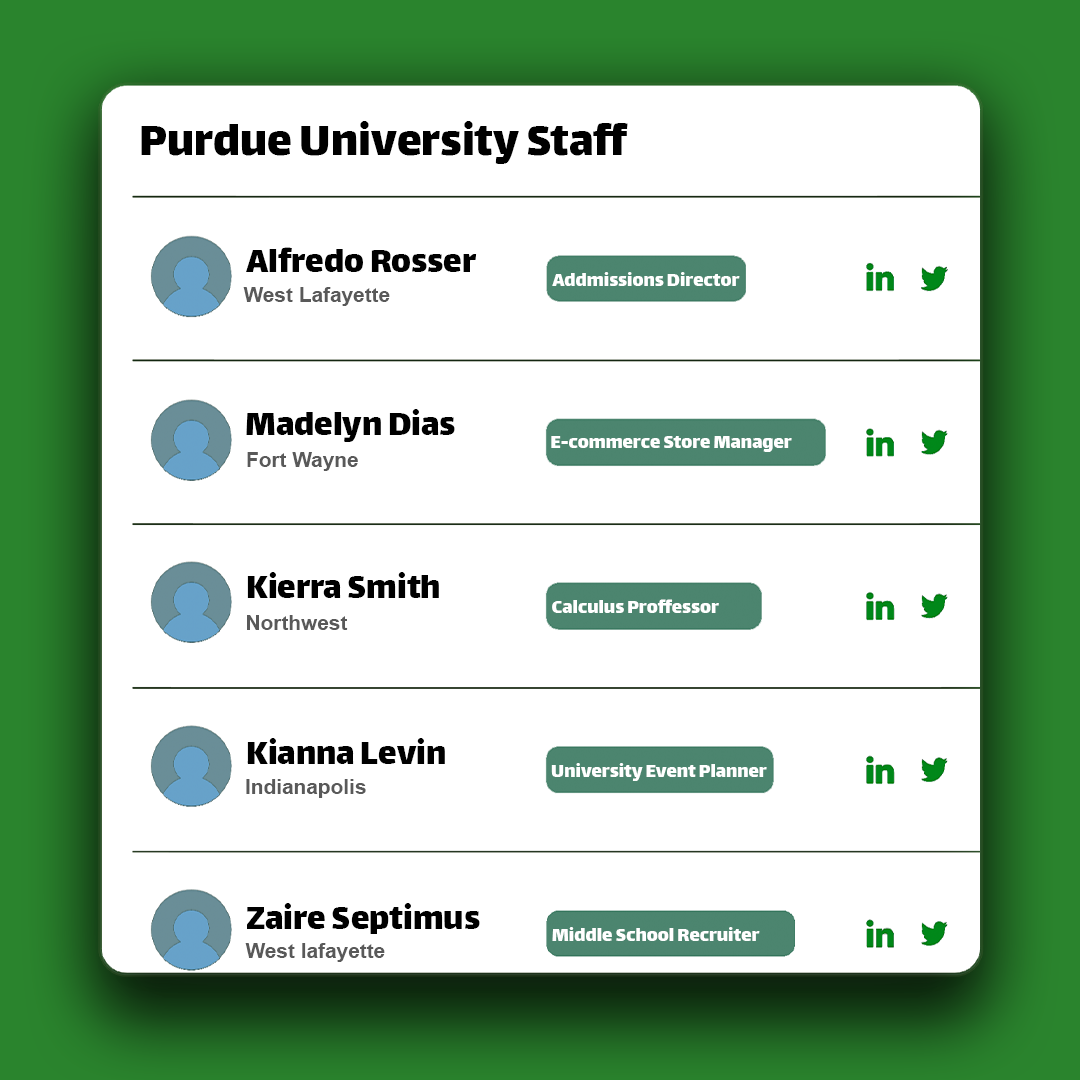 Purdue University Staff
Alfredo Rosser
West Lafayette
Addmissions Director
in
Madelyn Dias
Fort Wayne
E-commerce Store Manager
in
Kierra Smith
Northwest
Calculus Proffessor
in
Kianna Levin
Indianapolis
University Event Planner
in
Zaire Septimus
West lafayette
Middle School Recruiter
in